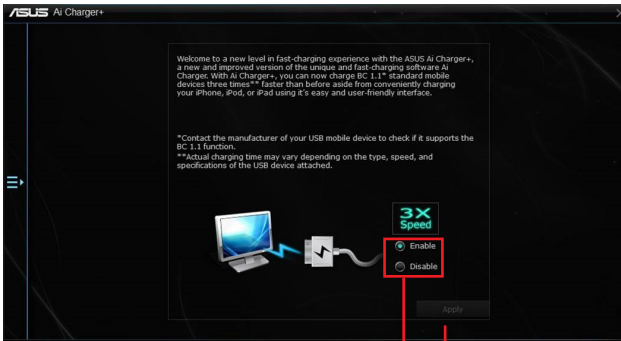 ASUS Ai Charger+
Welcome to a new level in fast-charging experience with the ASUS Ai Charger+,
a new and improved version of the unique and fast-charging software Ai
Charger. With Ai Charger+, you can now charge BC 1.1* standard mobile
devices three times** faster than before aside from conveniently charging
your iPhone, iPod, or iPad using it's easy and user-friendly interface.
*Contact the manufacturer of your USB mobile device to check if it supports the
BC 1.1 function.
**Actual charging time may vary depending on the type, speed, and
specifications of the USB device attached.
3X
Speed
Enable
Disable
Apply